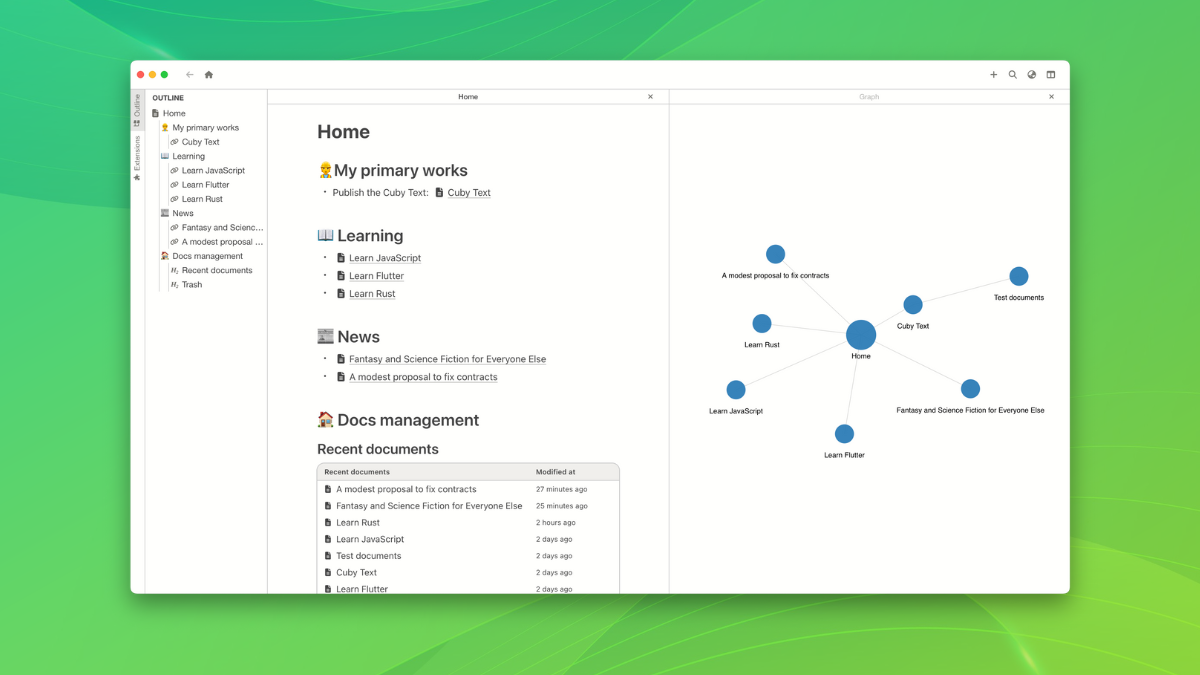 Outline
Extensions
OUTLINE
Home
My primary works
Cuby Text
Learning
Learn JavaScript
Learn Flutter
Learn Rust
News
Fantasy and Scienc...
A modest proposal ...
Docs management
H₂ Recent documents
H₂ Trash
Home
Home
My primary works
• Publish the Cuby Text: Cuby Text
Learning
• Learn JavaScript
• Learn Flutter
• Learn Rust
News
• Fantasy and Science Fiction for Everyone Else
• A modest proposal to fix contracts
Docs management
Recent documents
Recent documents Modified at
A modest proposal to fix contracts 27 minutes ago
Fantasy and Science Fiction for Everyone Else 25 minutes ago
Learn Rust 2 hours ago
Learn JavaScript 2 days ago
Test documents 2 days ago
Cuby Text 2 days ago
Learn Flutter 2 days ago
Graph
A modest proposal to fix contracts
Test documents
Cuby Text
Learn Rust
Home
Learn JavaScript
Fantasy and Science Fiction for Everyone Else
Learn Flutter